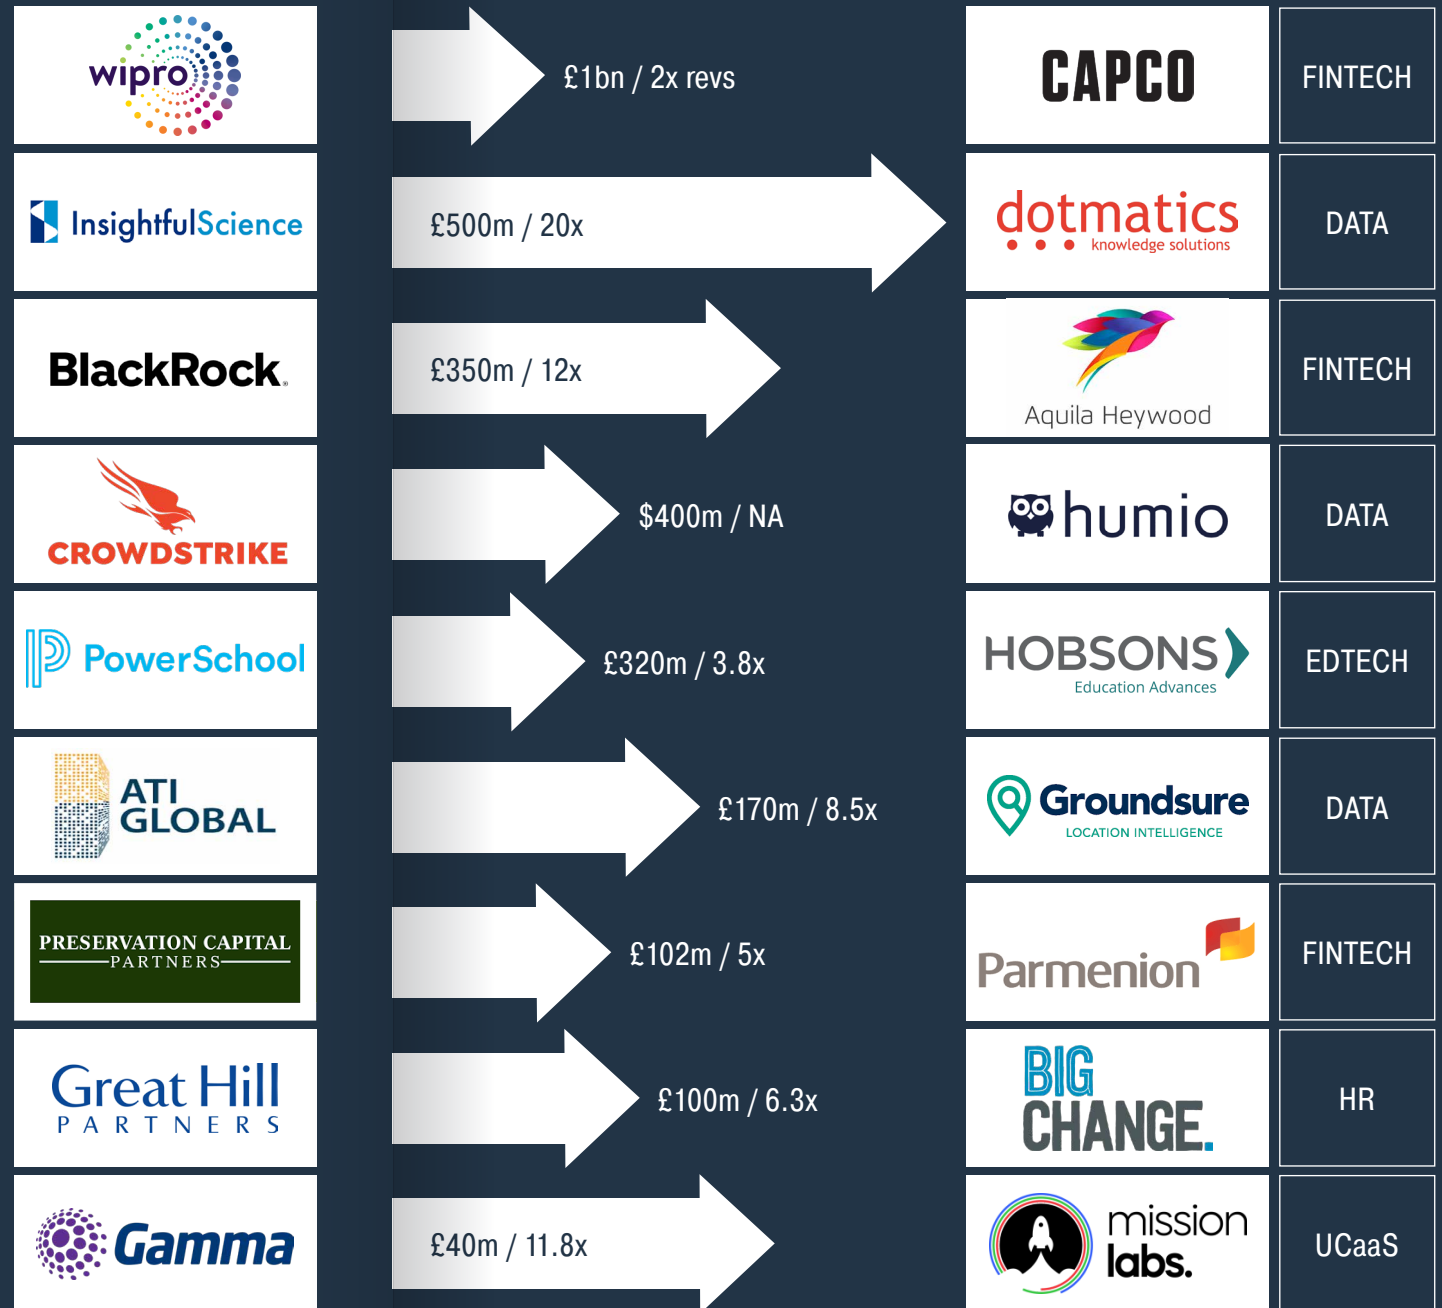 wipro
£1bn / 2x revs
CAPCO
FINTECH
InsightfulScience
£500m / 20x
dotmatics
knowledge solutions
DATA
BlackRock.
£350m / 12x
Aquila Heywood
FINTECH
CROWDSTRIKE
$400m / NA
humio
DATA
PowerSchool
£320m / 3.8x
HOBSONS
Education Advances
EDTECH
ATI
GLOBAL
£170m / 8.5x
Groundsure
LOCATION INTELLIGENCE
DATA
PRESERVATION CAPITAL
PARTNERS
£102m / 5x
Parmenion
FINTECH
Great Hill
PARTNERS
£100m / 6.3x
BIG
CHANGE.
HR
Gamma
£40m / 11.8x
mission
labs.
UCaaS